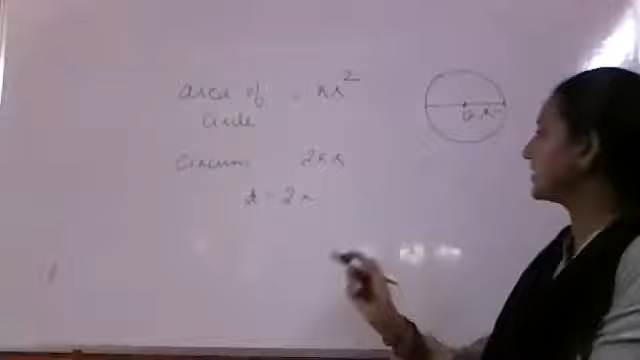 area of = πr²
circle
circum 2πr
d = 2r
O r